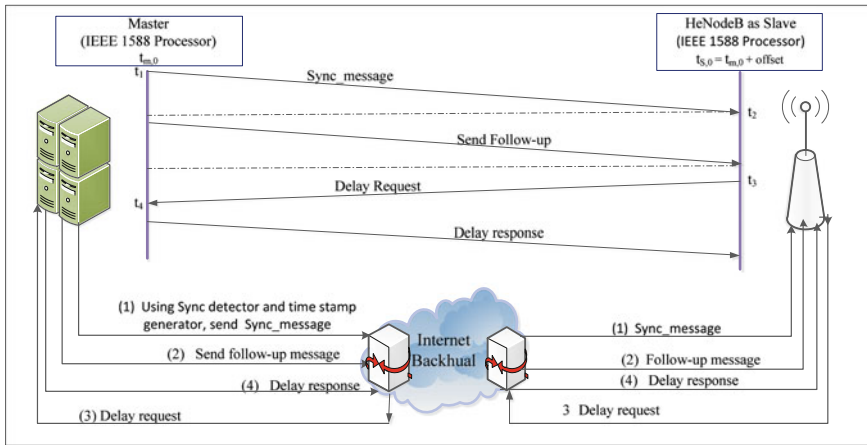 Master
(IEEE 1588 Processor)
tm,0
HeNodeB as Slave
(IEEE 1588 Processor)
tS,0 = tm,0 + offset
t1
Sync_message
t2
Send Follow-up
t3
Delay Request
t4
Delay response
(1) Using Sync detector and time stamp
generator, send Sync_message
(2) Send follow-up message
(4) Delay response
(3) Delay request
Internet
Backhual
(1) Sync_message
(2) Follow-up message
(4) Delay response
3 Delay request